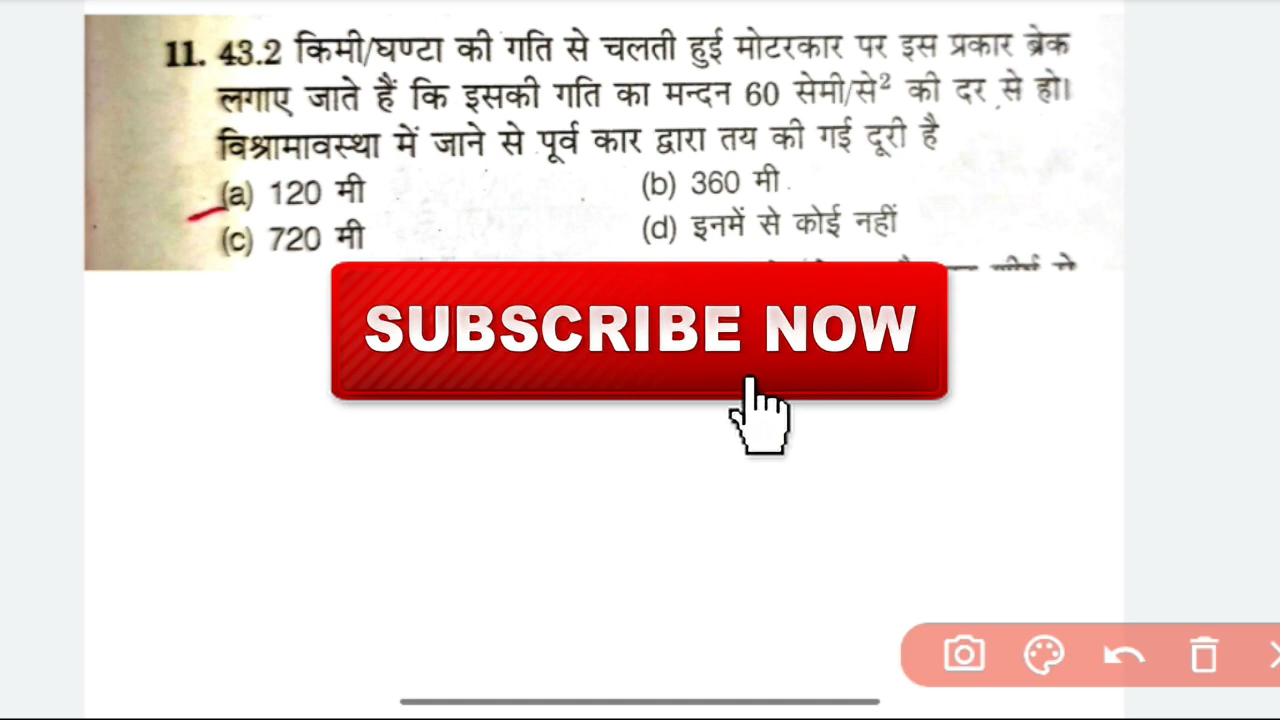 11. 43.2 किमी/घण्टा की गति से चलती हुई मोटरकार पर इस प्रकार ब्रेक
लगाए जाते हैं कि इसकी गति का मन्दन 60 सेमी/से² की दर से हो।
विश्रामावस्था में जाने से पूर्व कार द्वारा तय की गई दूरी है
(a) 120 मी (b) 360 मी
(c) 720 मी (d) इनमें से कोई नहीं
SUBSCRIBE NOW